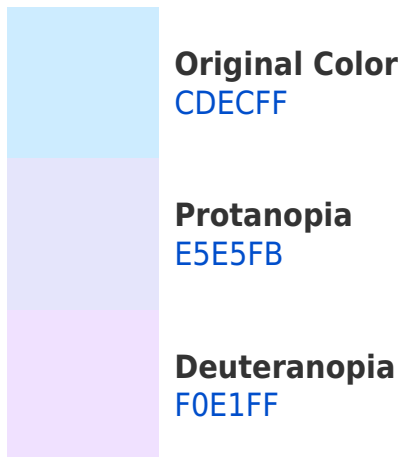 Original Color
CDECFF
Protanopia
E5E5FB
Deuteranopia
F0E1FF